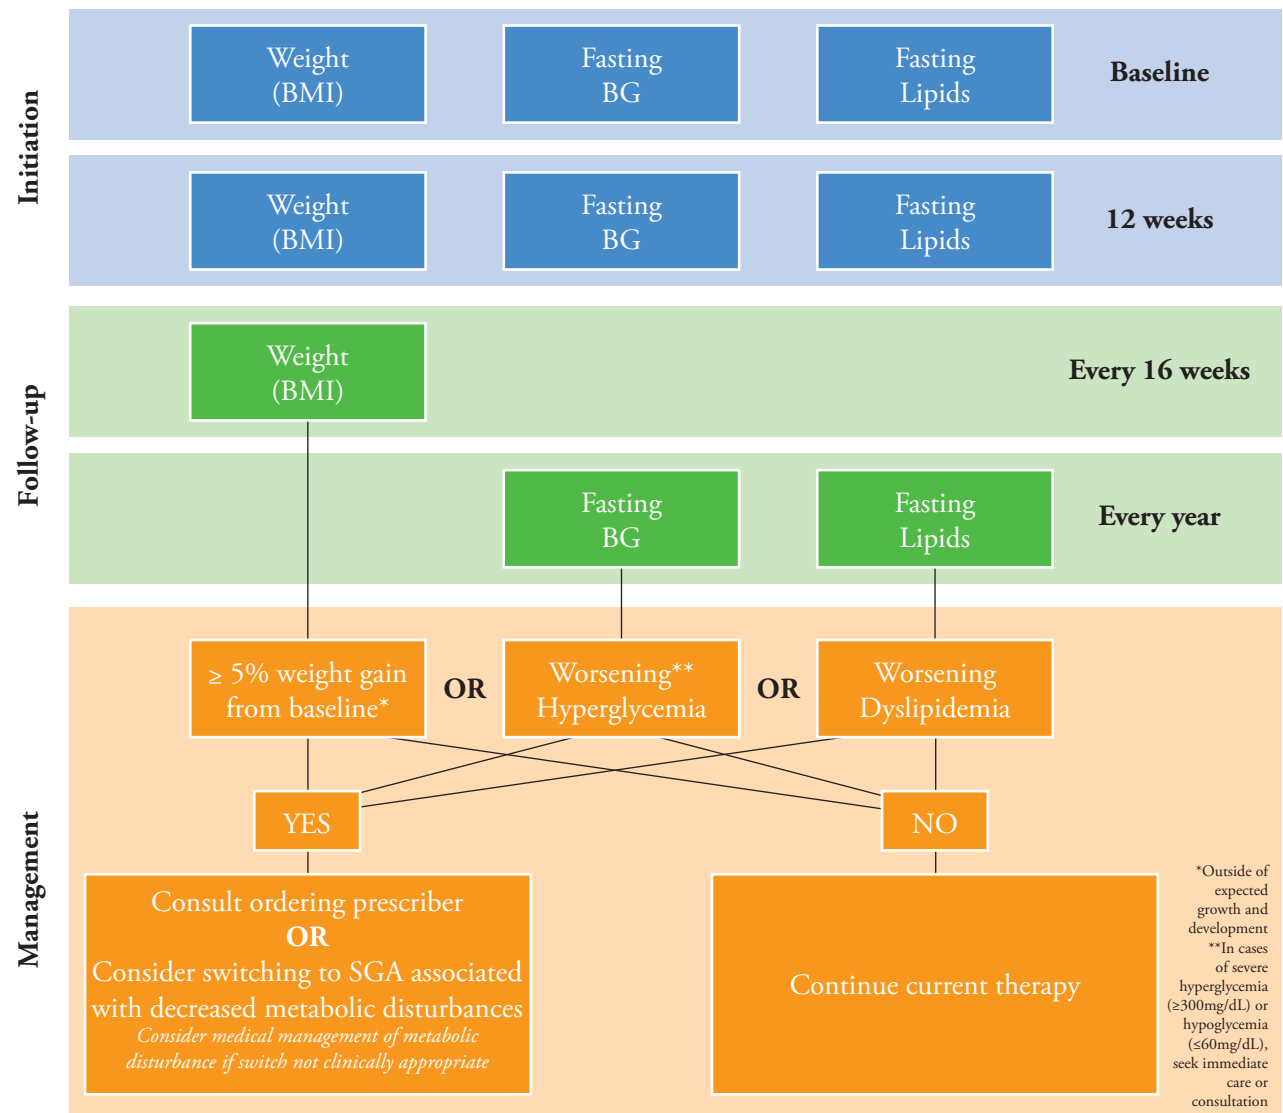 Initiation
Weight
(BMI)
Fasting
BG
Fasting
Lipids
Baseline
Weight
(BMI)
Fasting
BG
Fasting
Lipids
12 weeks
Follow-up
Weight
(BMI)
Every 16 weeks
Fasting
BG
Fasting
Lipids
Every year
Management
≥ 5% weight gain
from baseline*
OR
Worsening**
Hyperglycemia
OR
Worsening
Dyslipidemia
YES
NO
Consult ordering prescriber
OR
Consider switching to SGA associated
with decreased metabolic disturbances
Consider medical management of metabolic
disturbance if switch not clinically appropriate
Continue current therapy
*Outside of
expected
growth and
development
**In cases
of severe
hyperglycemia
(≥300mg/dL) or
hypoglycemia
(≤60mg/dL),
seek immediate
care or
consultation